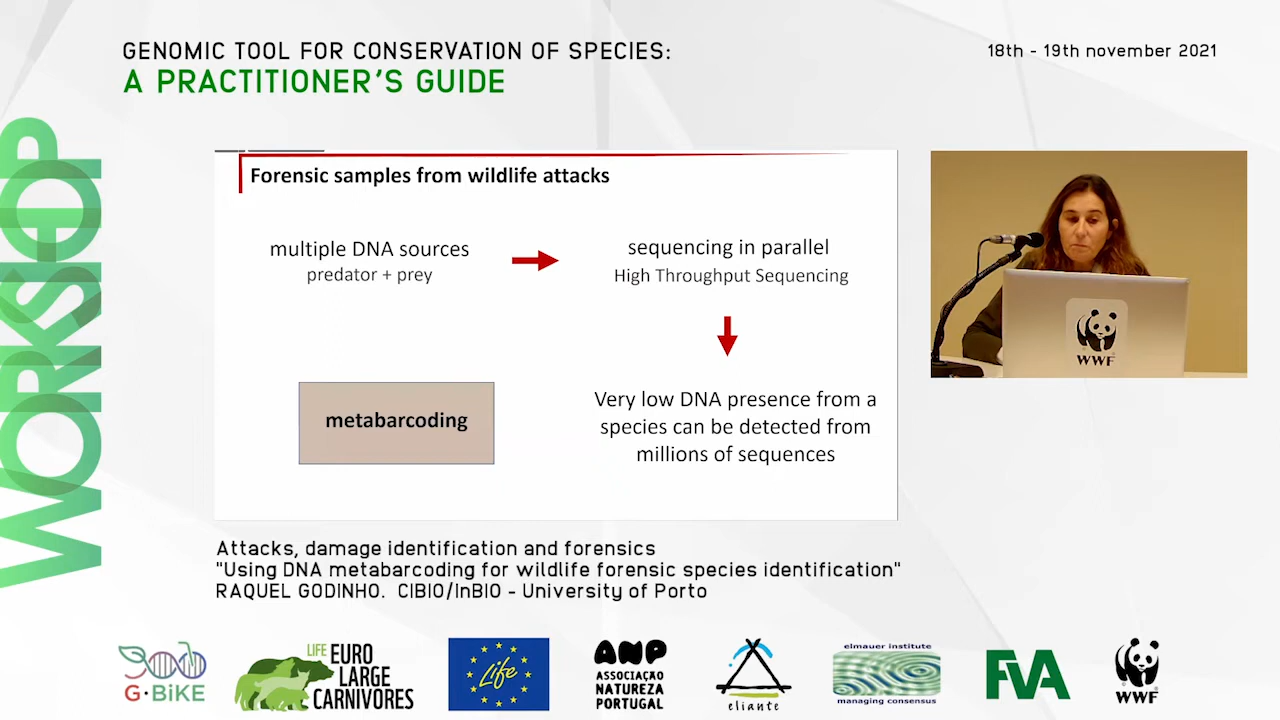 GENOMIC TOOL FOR CONSERVATION OF SPECIES:
A PRACTITIONER'S GUIDE
18th - 19th november 2021
WORKSHOP
Forensic samples from wildlife attacks
multiple DNA sources
predator + prey
sequencing in parallel
High Throughput Sequencing
metabarcoding
Very low DNA presence from a
species can be detected from
millions of sequences
WWF
Attacks, damage identification and forensics
"Using DNA metabarcoding for wildlife forensic species identification"
RAQUEL GODINHO. CIBIO/InBIO - University of Porto
G·BiKE
LIFE EURO
LARGE
CARNIVORES
Life
ANP
ASSOCIAÇÃO
NATUREZA
PORTUGAL
eliante
elmauer institute
managing consensus
FVA
WWF